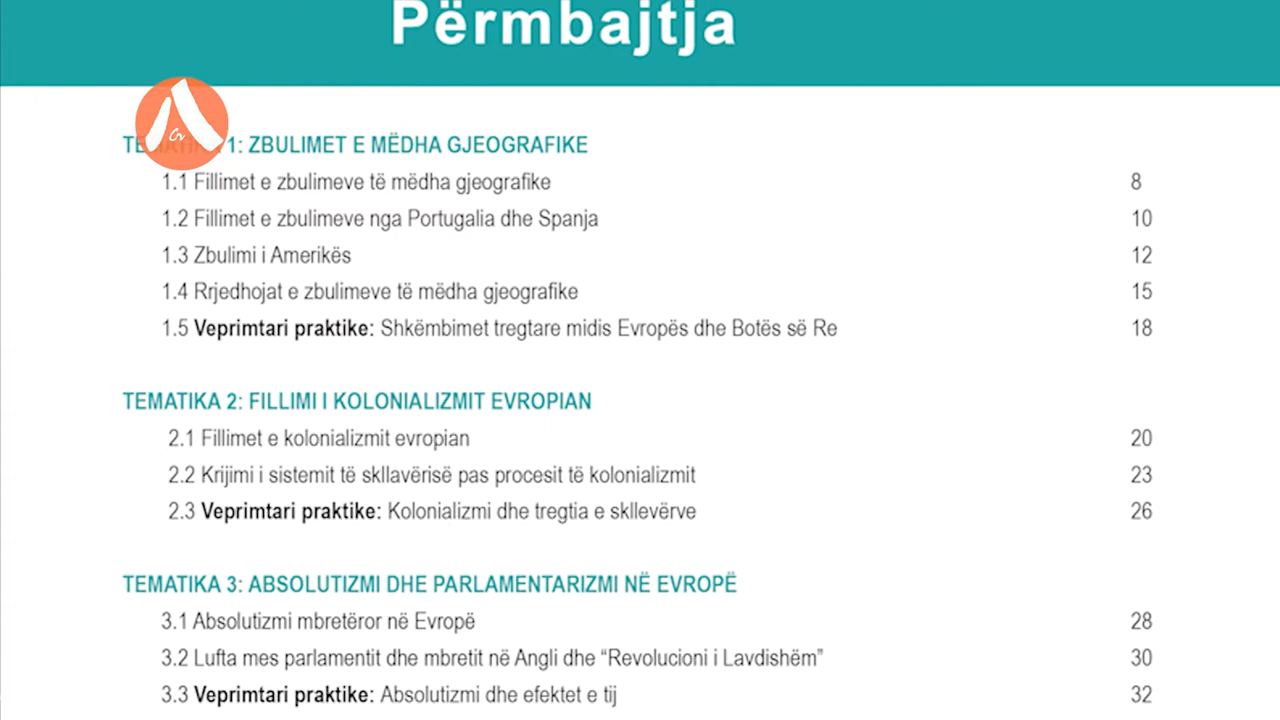 Përmbajtja
TEMATIKA 1: ZBULIMET E MËDHA GJEOGRAFIKE
1.1 Fillimet e zbulimeve të mëdha gjeografike 8
1.2 Fillimet e zbulimeve nga Portugalia dhe Spanja 10
1.3 Zbulimi i Amerikës 12
1.4 Rrjedhojat e zbulimeve të mëdha gjeografike 15
1.5 Veprimtari praktike: Shkëmbimet tregtare midis Evropës dhe Botës së Re 18
TEMATIKA 2: FILLIMI I KOLONIALIZMIT EVROPIAN
2.1 Fillimet e kolonializmit evropian 20
2.2 Krijimi i sistemit të skllavërisë pas procesit të kolonializmit 23
2.3 Veprimtari praktike: Kolonializmi dhe tregtia e skllevërve 26
TEMATIKA 3: ABSOLUTIZMI DHE PARLAMENTARIZMI NË EVROPË
3.1 Absolutizmi mbretëror në Evropë 28
3.2 Lufta mes parlamentit dhe mbretit në Angli dhe “Revolucioni i Lavdishëm” 30
3.3 Veprimtari praktike: Absolutizmi dhe efektet e tij 32